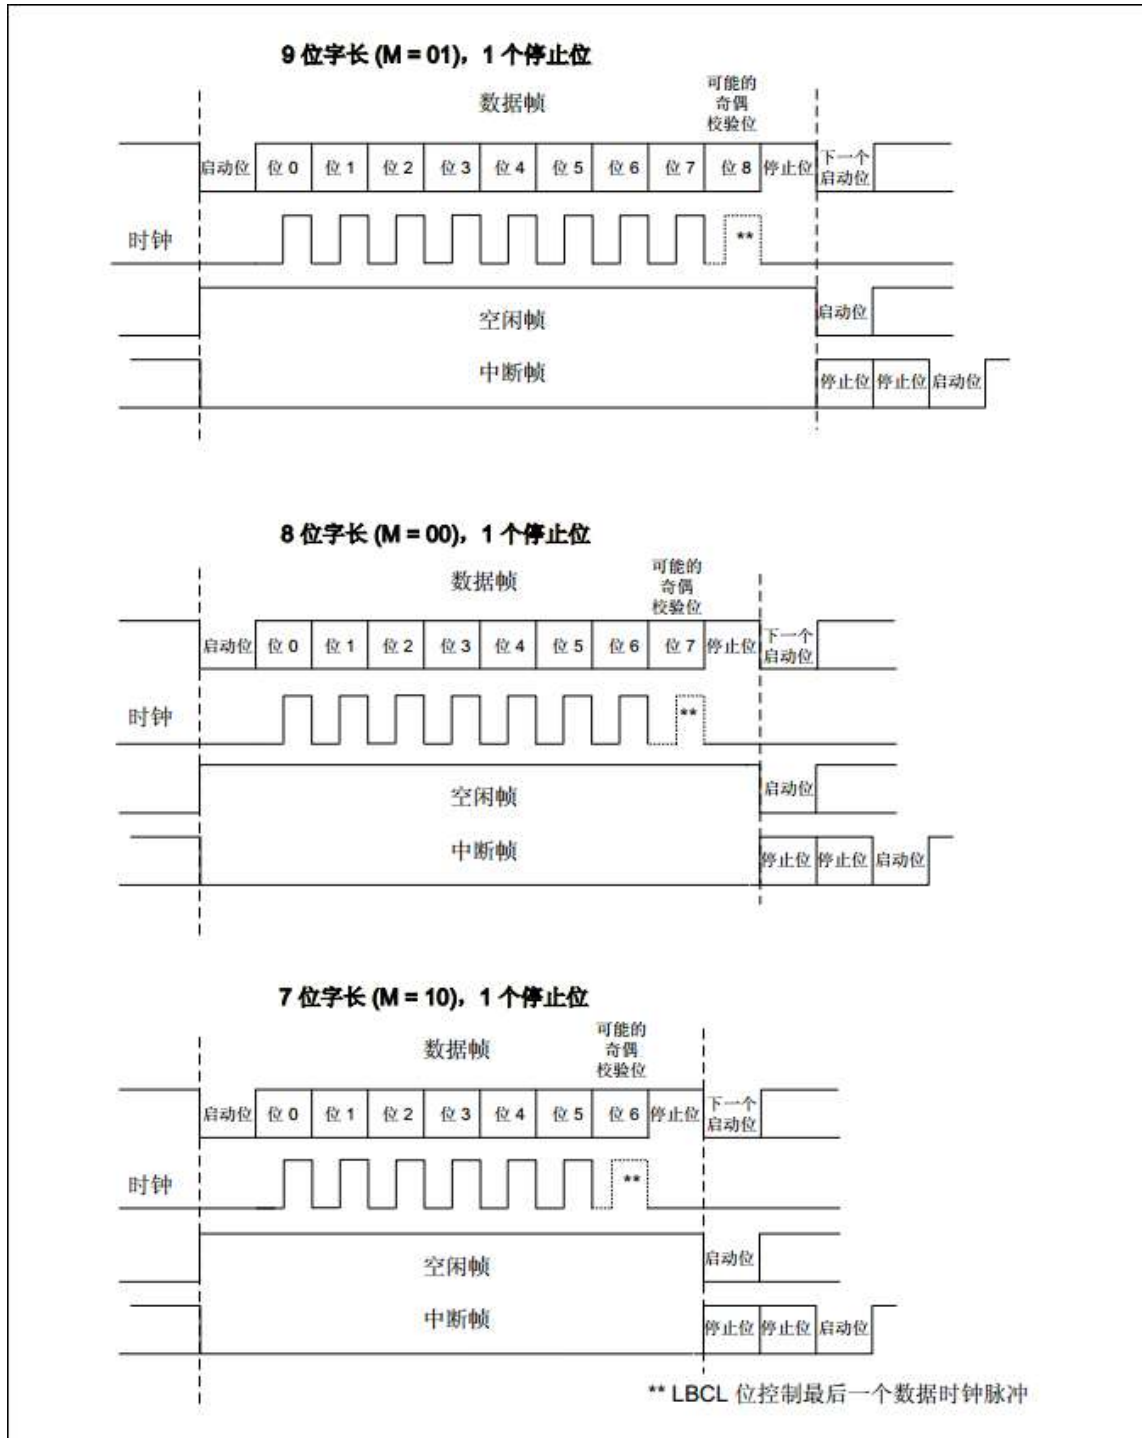 9 位字长 (M = 01)，1 个停止位
数据帧
可能的
奇偶
校验位
启动位 位 0 位 1 位 2 位 3 位 4 位 5 位 6 位 7 位 8 停止位 下一个
启动位
时钟 **
空闲帧 启动位
中断帧 停止位 停止位 启动位
8 位字长 (M = 00)，1 个停止位
数据帧
可能的
奇偶
校验位
启动位 位 0 位 1 位 2 位 3 位 4 位 5 位 6 位 7 停止位 下一个
启动位
时钟 **
空闲帧 启动位
中断帧 停止位 停止位 启动位
7 位字长 (M = 10)，1 个停止位
数据帧
可能的
奇偶
校验位
启动位 位 0 位 1 位 2 位 3 位 4 位 5 位 6 停止位 下一个
启动位
时钟 **
空闲帧 启动位
中断帧 停止位 停止位 启动位
** LBCL 位控制最后一个数据时钟脉冲